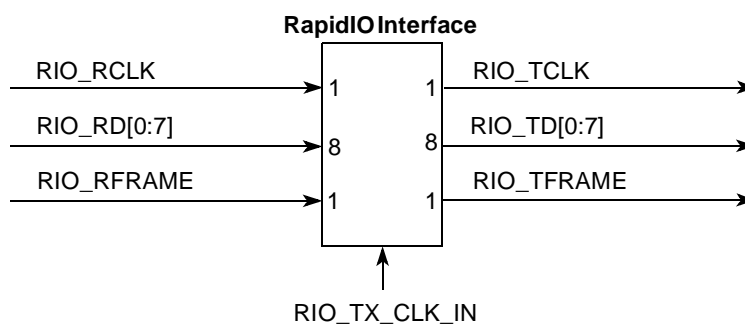 RapidIO Interface
RIO_RCLK
1
1
RIO_TCLK
RIO_RD[0:7]
8
8
RIO_TD[0:7]
RIO_RFRAME
1
1
RIO_TFRAME
RIO_TX_CLK_IN